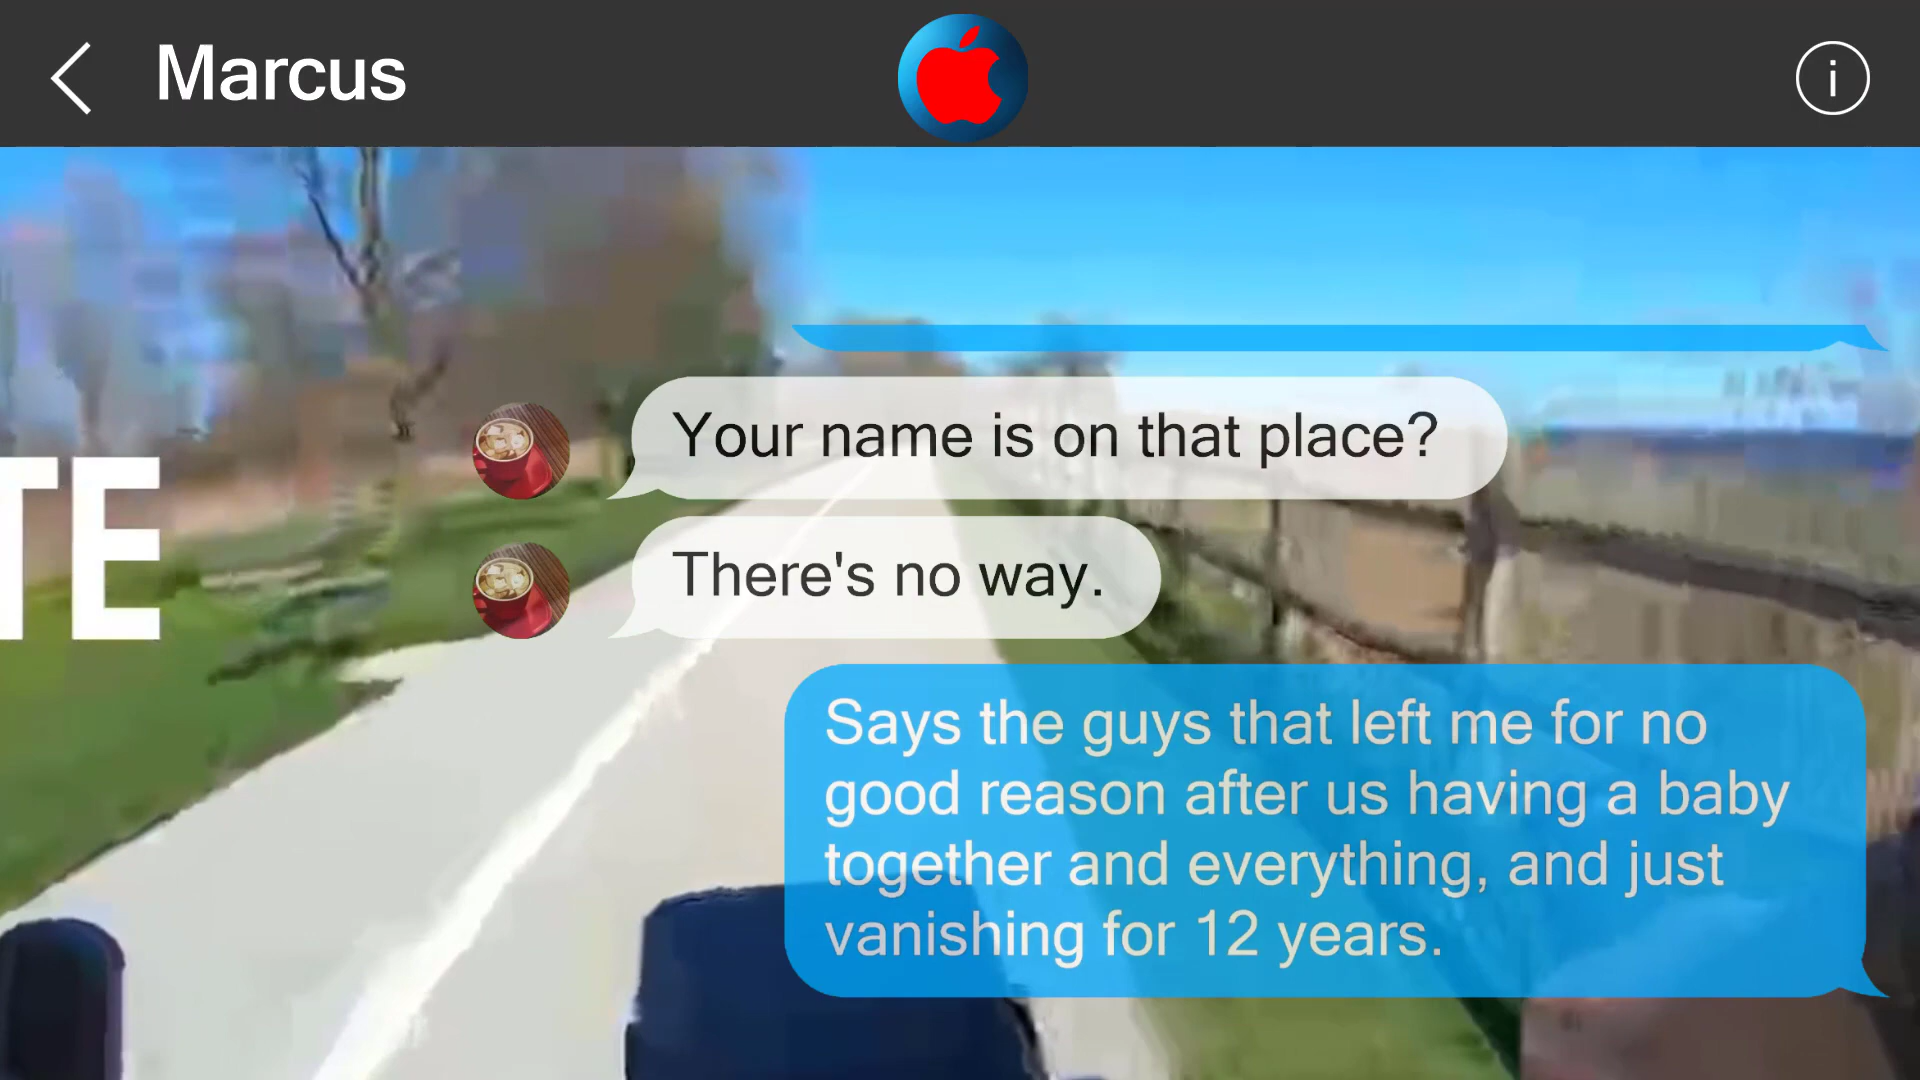 Marcus
i
Your name is on that place?
There's no way.
TE
Says the guys that left me for no
good reason after us having a baby
together and everything, and just
vanishing for 12 years.